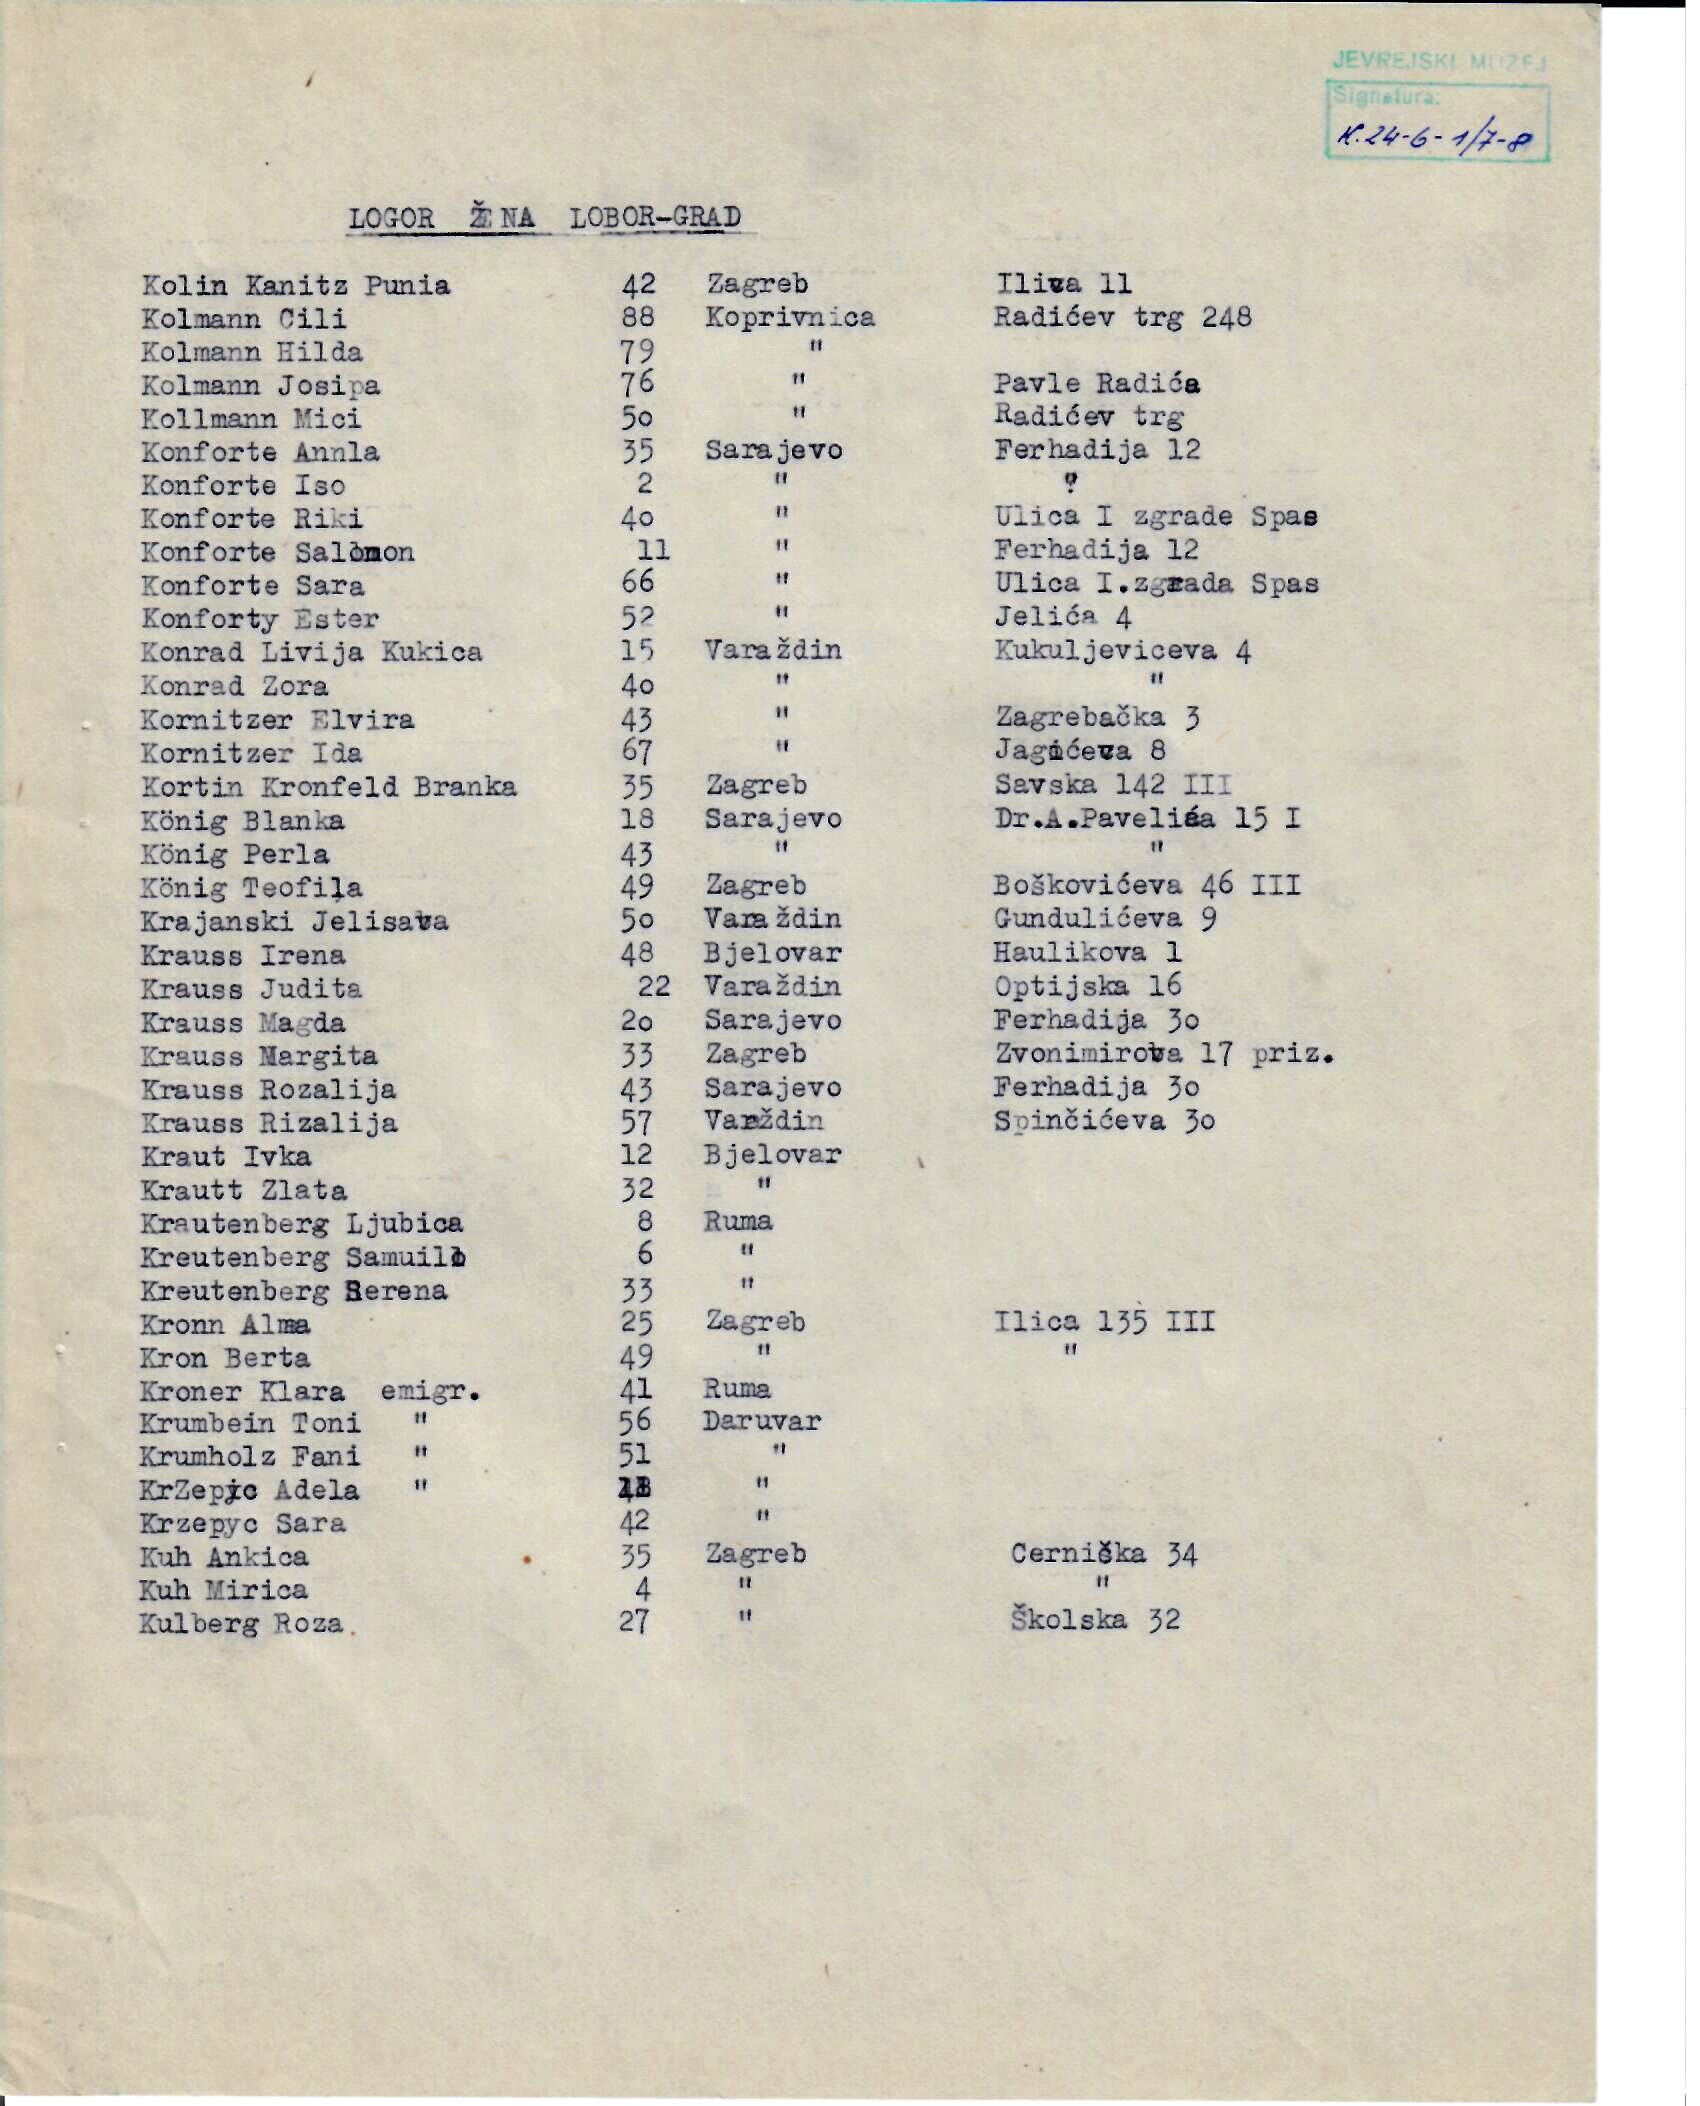 JEVREJSKI MUZEJ
Signatura:
K.24-6-1/7-8
LOGOR ŽENA LOBOR-GRAD
Kolin Kanitz Punia 42 Zagreb Ilica 11
Kolmann Cili 88 Koprivnica Radićev trg 248
Kolmann Hilda 79 "
Kolmann Josipa 76 " Pavle Radića
Kollmann Mici 5o " Radićev trg
Konforte Annla 35 Sarajevo Ferhadija 12
Konforte Iso 2 " ?
Konforte Riki 4o " Ulica I zgrade Spas
Konforte Salomon 11 " Ferhadija 12
Konforte Sara 66 " Ulica I.zgrada Spas
Konforty Ester 52 " Jelića 4
Konrad Livija Kukica 15 Varaždin Kukuljeviceva 4
Konrad Zora 4o " "
Kornitzer Elvira 43 " Zagrebačka 3
Kornitzer Ida 67 " Jagićeva 8
Kortin Kronfeld Branka 35 Zagreb Savska 142 III
König Blanka 18 Sarajevo Dr.A.Pavelića 15 I
König Perla 43 " "
König Teofila 49 Zagreb Boškovićeva 46 III
Krajanski Jelisava 5o Varaždin Gundulićeva 9
Krauss Irena 48 Bjelovar Haulikova 1
Krauss Judita 22 Varaždin Optijska 16
Krauss Magda 2o Sarajevo Ferhadija 3o
Krauss Margita 33 Zagreb Zvonimirova 17 priz.
Krauss Rozalija 43 Sarajevo Ferhadija 3o
Krauss Rizalija 57 Varždin Spinčićeva 3o
Kraut Ivka 12 Bjelovar
Krautt Zlata 32 "
Krautenberg Ljubica 8 Ruma
Kreutenberg Samuilo 6 "
Kreutenberg Serena 33 "
Kronn Alma 25 Zagreb Ilica 135 III
Kron Berta 49 " "
Kroner Klara emigr. 41 Ruma
Krumbein Toni " 56 Daruvar
Krumholz Fani " 51 "
Adela " "
Krzepyc Sara 42 "
Kuh Ankica 35 Zagreb Cernička 34
Kuh Mirica 4 " "
Kulberg Roza. 27 " Školska 32